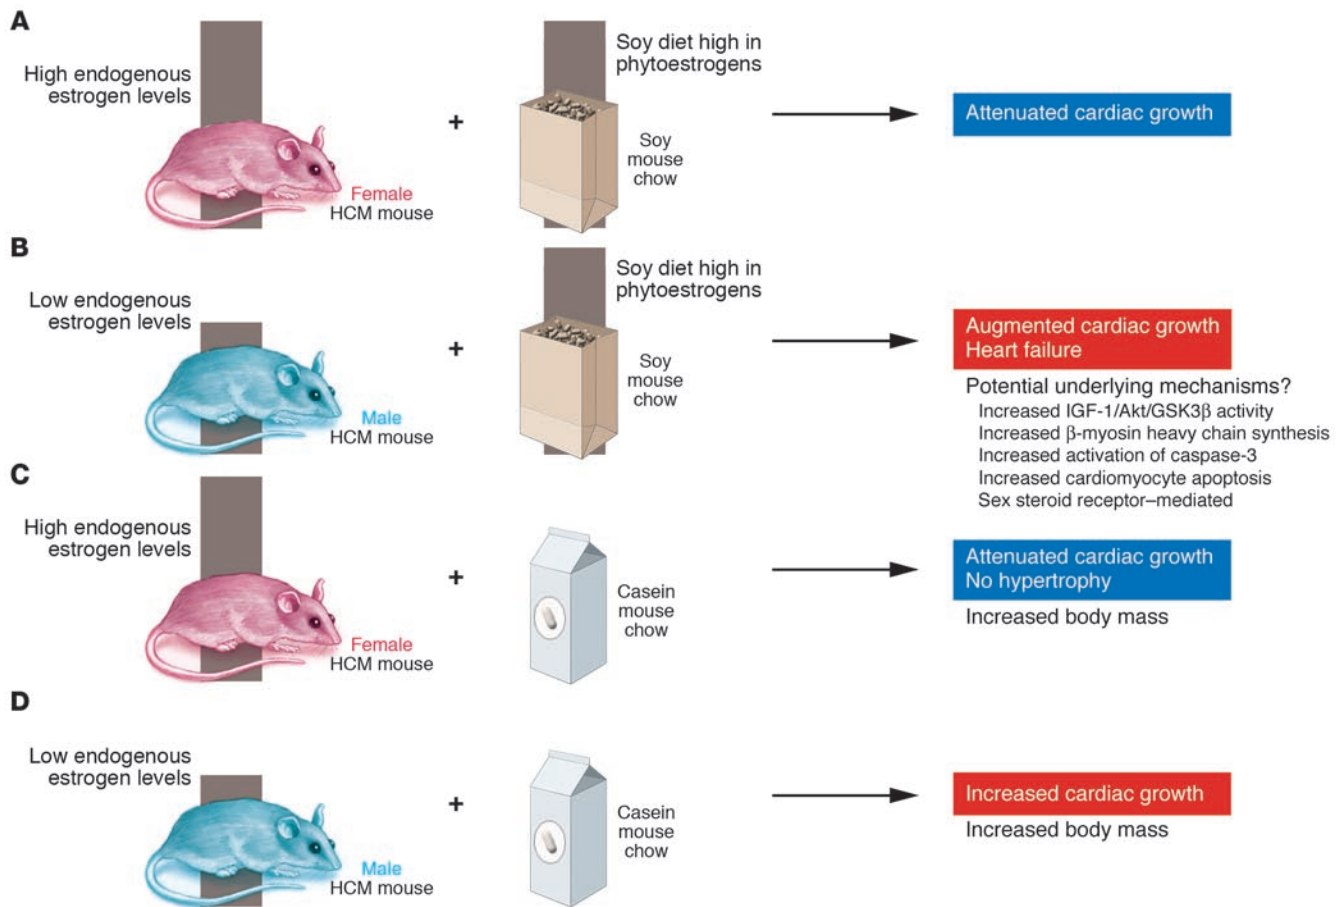 A
High endogenous
estrogen levels
Female
HCM mouse
+
Soy diet high in
phytoestrogens
Soy
mouse
chow
Attenuated cardiac growth
B
Low endogenous
estrogen levels
Male
HCM mouse
+
Soy diet high in
phytoestrogens
Soy
mouse
chow
Augmented cardiac growth
Heart failure
Potential underlying mechanisms?
Increased IGF-1/Akt/GSK3β activity
Increased β-myosin heavy chain synthesis
Increased activation of caspase-3
Increased cardiomyocyte apoptosis
Sex steroid receptor–mediated
C
High endogenous
estrogen levels
Female
HCM mouse
+
Casein
mouse
chow
Attenuated cardiac growth
No hypertrophy
Increased body mass
D
Low endogenous
estrogen levels
Male
HCM mouse
+
Casein
mouse
chow
Increased cardiac growth
Increased body mass